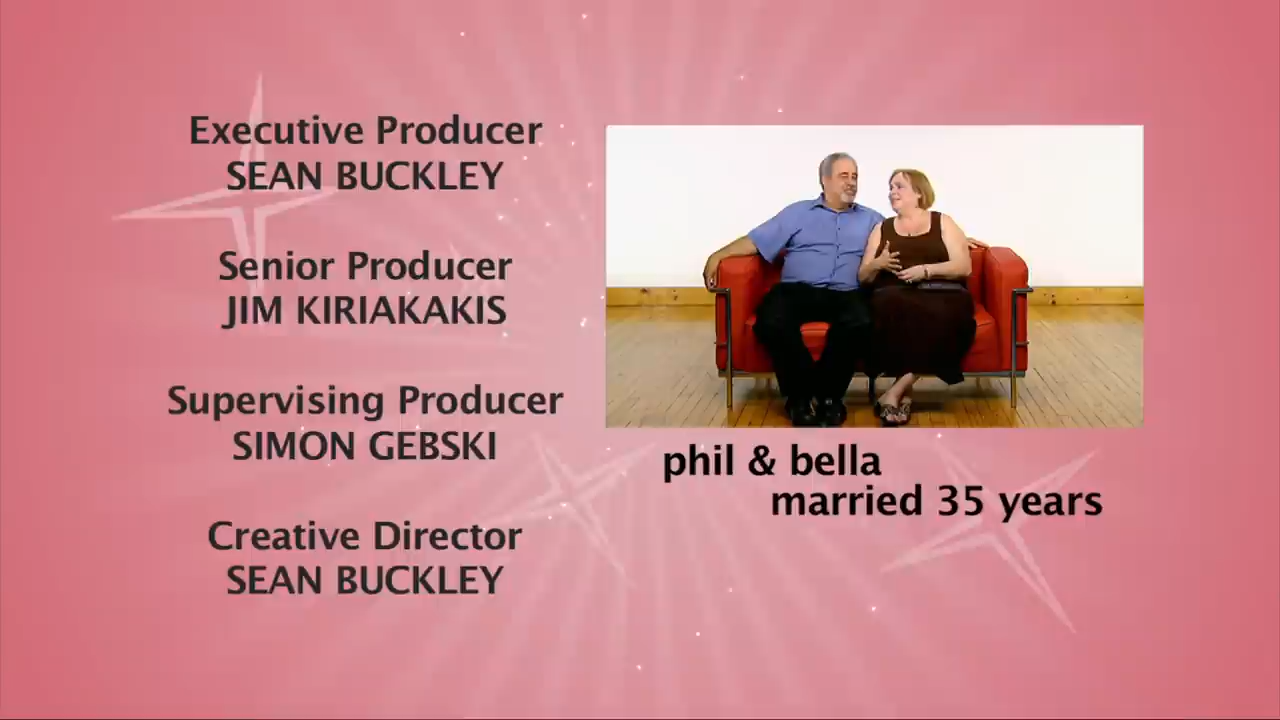 Executive Producer
SEAN BUCKLEY
Senior Producer
JIM KIRIAKAKIS
Supervising Producer
SIMON GEBSKI
Creative Director
SEAN BUCKLEY
phil & bella
married 35 years